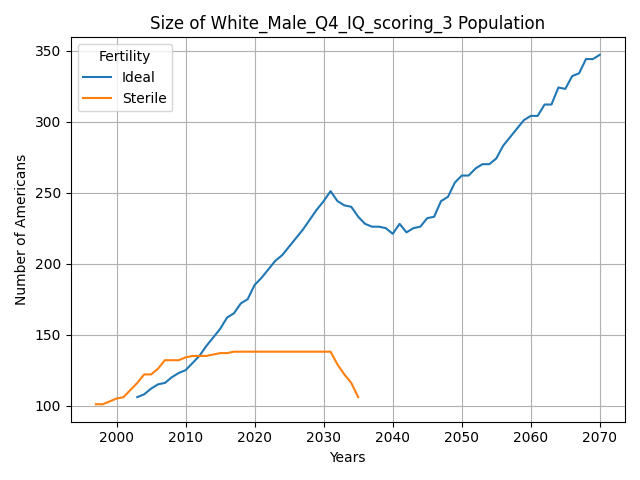 Size of White_Male_Q4_IQ_scoring_3 Population
Fertility
Ideal
Sterile
350
300
250
200
150
100
Number of Americans
2000 2010 2020 2030 2040 2050 2060 2070
Years